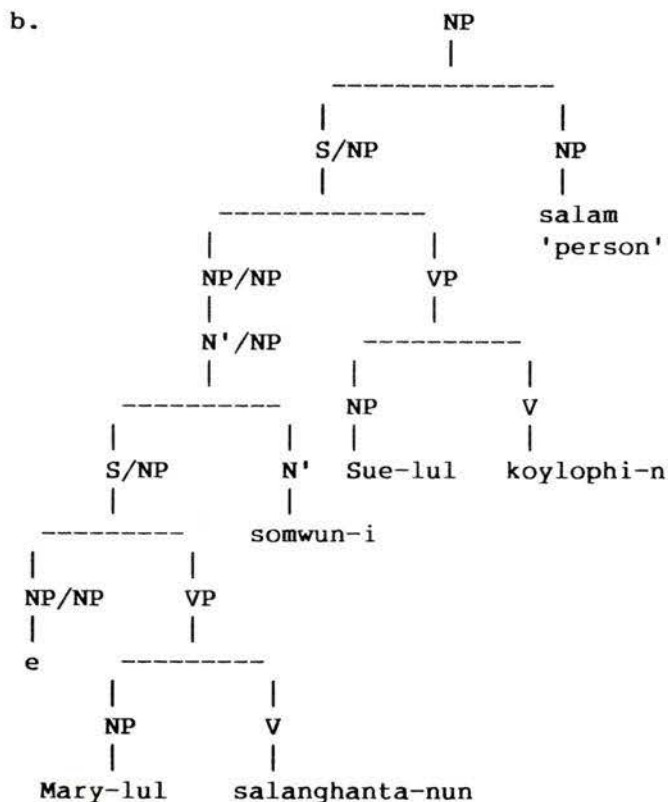 b. NP
S/NP NP
salam
'person'
NP/NP VP
N'/NP
NP V
S/NP N' Sue-lul koylophi-n
somwun-i
NP/NP VP
e
NP V
Mary-lul salanghanta-nun